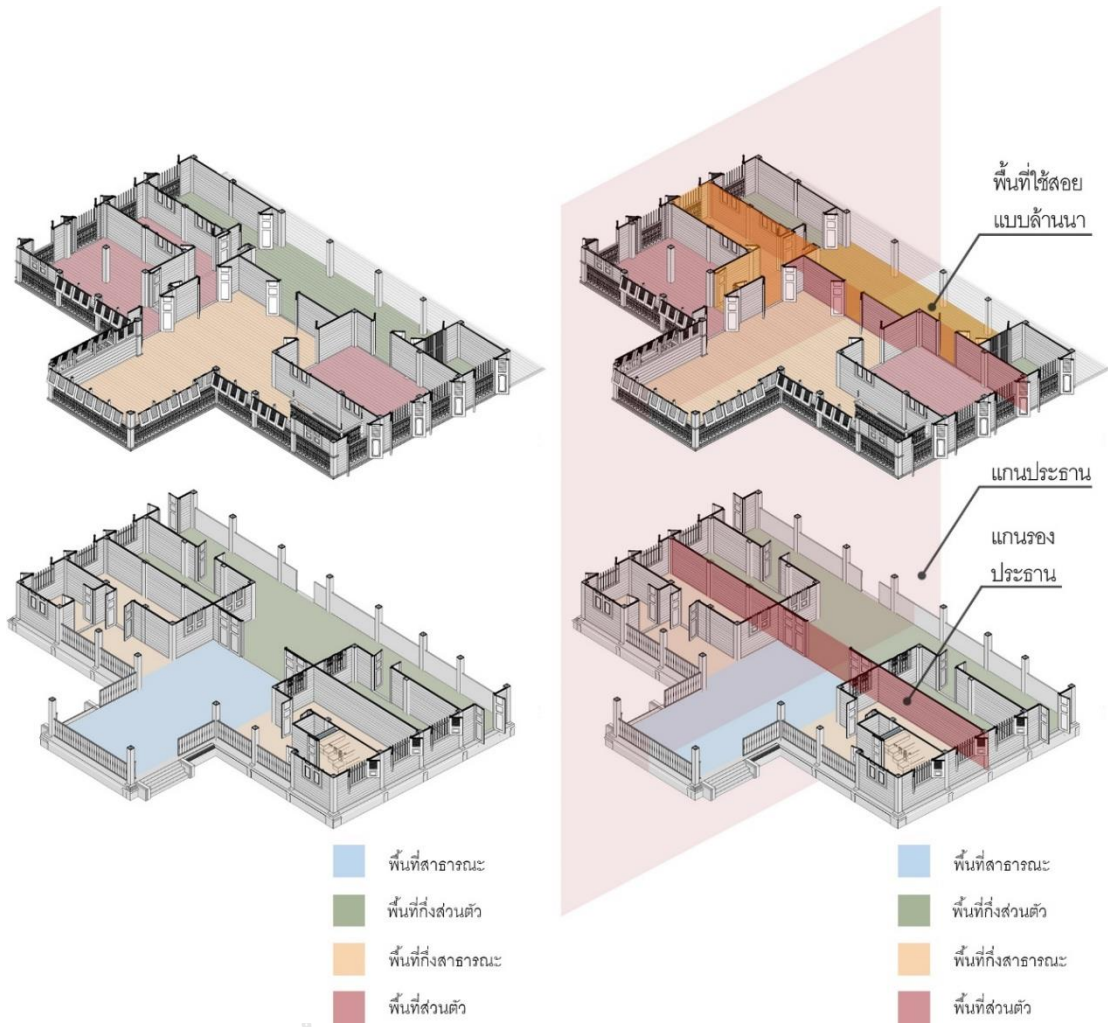 พื้นที่ใช้สอย
แบบล้านนา
แกนประธาน
แกนรอง
ประธาน
พื้นที่สาธารณะ
พื้นที่กึ่งส่วนตัว
พื้นที่กึ่งสาธารณะ
พื้นที่ส่วนตัว
พื้นที่สาธารณะ
พื้นที่กึ่งส่วนตัว
พื้นที่กึ่งสาธารณะ
พื้นที่ส่วนตัว